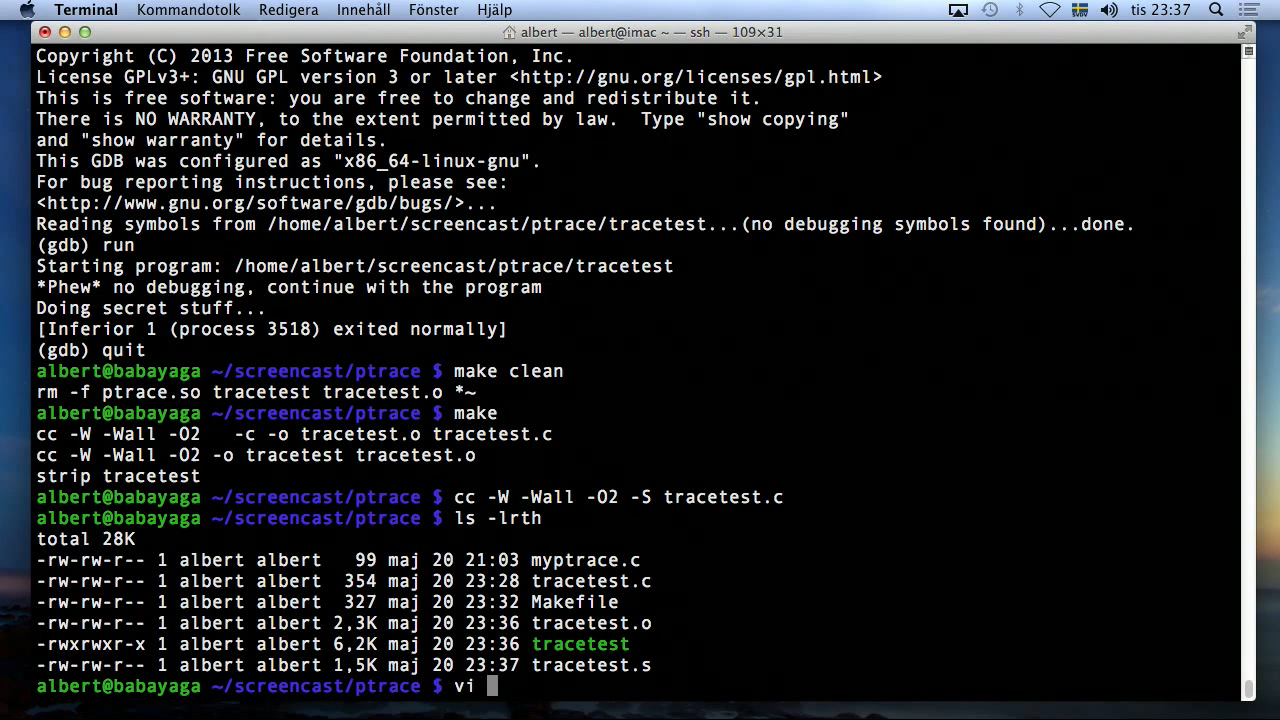 Terminal Kommandotolk Redigera Innehåll Fönster Hjälp tis 23:37
albert — albert@imac ~ — ssh — 109×31
Copyright (C) 2013 Free Software Foundation, Inc.
License GPLv3+: GNU GPL version 3 or later <http://gnu.org/licenses/gpl.html>
This is free software: you are free to change and redistribute it.
There is NO WARRANTY, to the extent permitted by law.  Type "show copying"
and "show warranty" for details.
This GDB was configured as "x86_64-linux-gnu".
For bug reporting instructions, please see:
<http://www.gnu.org/software/gdb/bugs/>...
Reading symbols from /home/albert/screencast/ptrace/tracetest...(no debugging symbols found)...done.
(gdb) run
Starting program: /home/albert/screencast/ptrace/tracetest
*Phew* no debugging, continue with the program
Doing secret stuff...
[Inferior 1 (process 3518) exited normally]
(gdb) quit
albert@babayaga ~/screencast/ptrace $ make clean
rm -f ptrace.so tracetest tracetest.o *~
albert@babayaga ~/screencast/ptrace $ make
cc -W -Wall -O2   -c -o tracetest.o tracetest.c
cc -W -Wall -O2 -o tracetest tracetest.o
strip tracetest
albert@babayaga ~/screencast/ptrace $ cc -W -Wall -O2 -S tracetest.c
albert@babayaga ~/screencast/ptrace $ ls -lrth
total 28K
-rw-rw-r-- 1 albert albert   99 maj 20 21:03 myptrace.c
-rw-rw-r-- 1 albert albert  354 maj 20 23:28 tracetest.c
-rw-rw-r-- 1 albert albert  327 maj 20 23:32 Makefile
-rw-rw-r-- 1 albert albert 2,3K maj 20 23:36 tracetest.o
-rwxrwxr-x 1 albert albert 6,2K maj 20 23:36 tracetest
-rw-rw-r-- 1 albert albert 1,5K maj 20 23:37 tracetest.s
albert@babayaga ~/screencast/ptrace $ vi